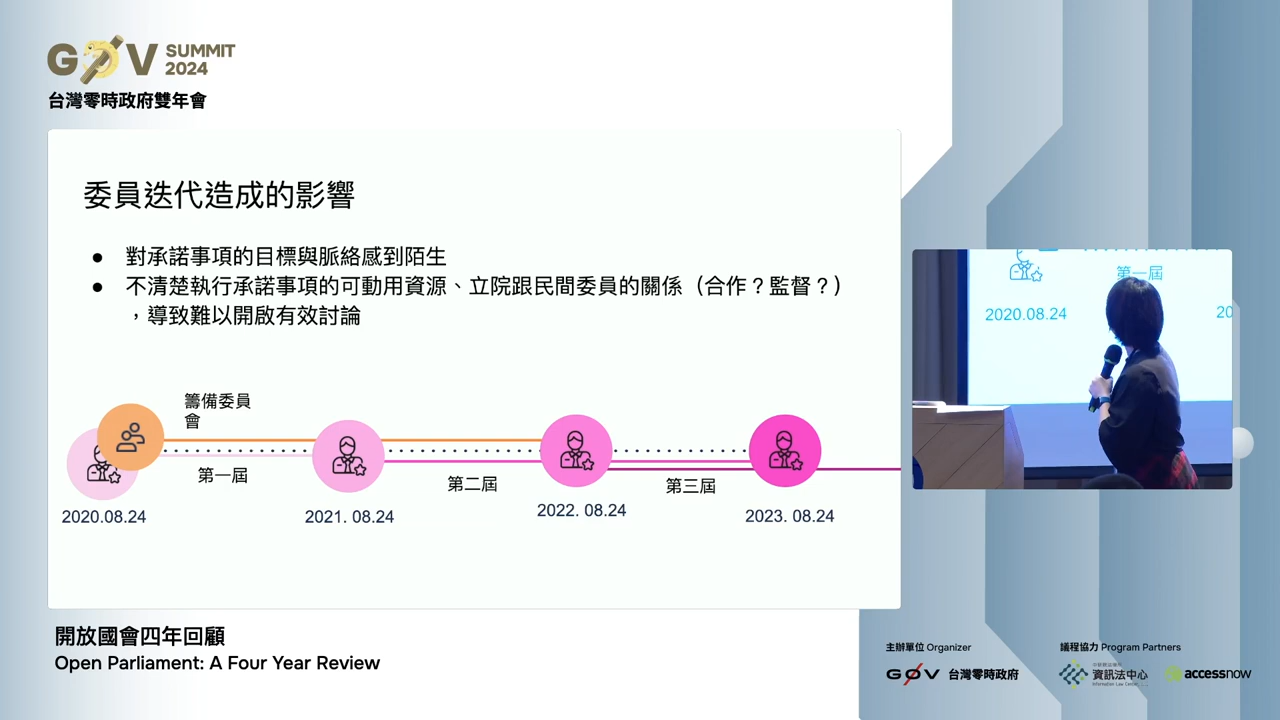 GØV SUMMIT 2024
台灣零時政府雙年會
委員迭代造成的影響
● 對承諾事項的目標與脈絡感到陌生
● 不清楚執行承諾事項的可動用資源、立院跟民間委員的關係（合作？監督？）
，導致難以開啟有效討論
籌備委員
會
第一屆
第二屆
第三屆
2020.08.24
2021. 08.24
2022. 08.24
2023. 08.24
第一屆
2020.08.24
20
開放國會四年回顧
Open Parliament: A Four Year Review
主辦單位 Organizer
GØV 台灣零時政府
議程協力 Program Partners
資訊法中心
Information Law Center
accessnow